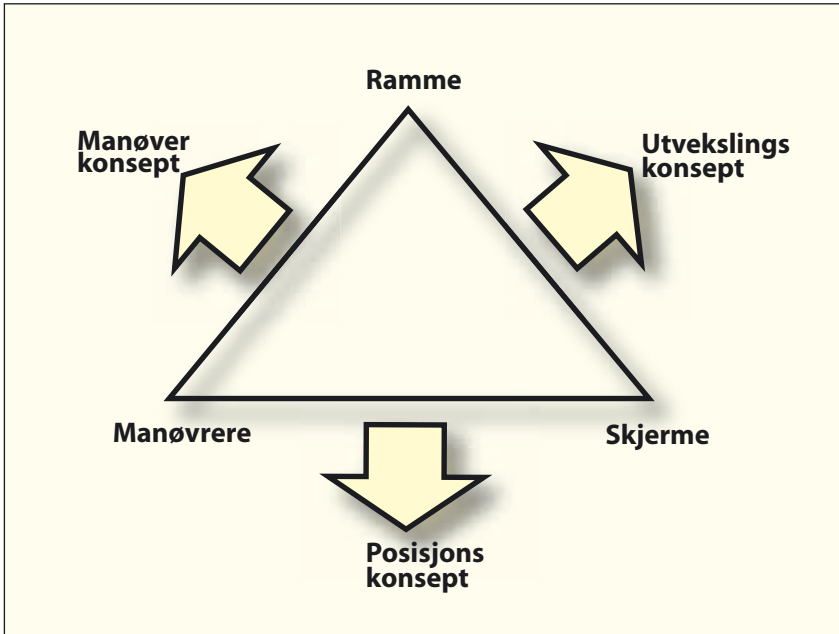 Ramme
Manøver
konsept
Utvekslings
konsept
Manøvrere
Skjerme
Posisjons
konsept